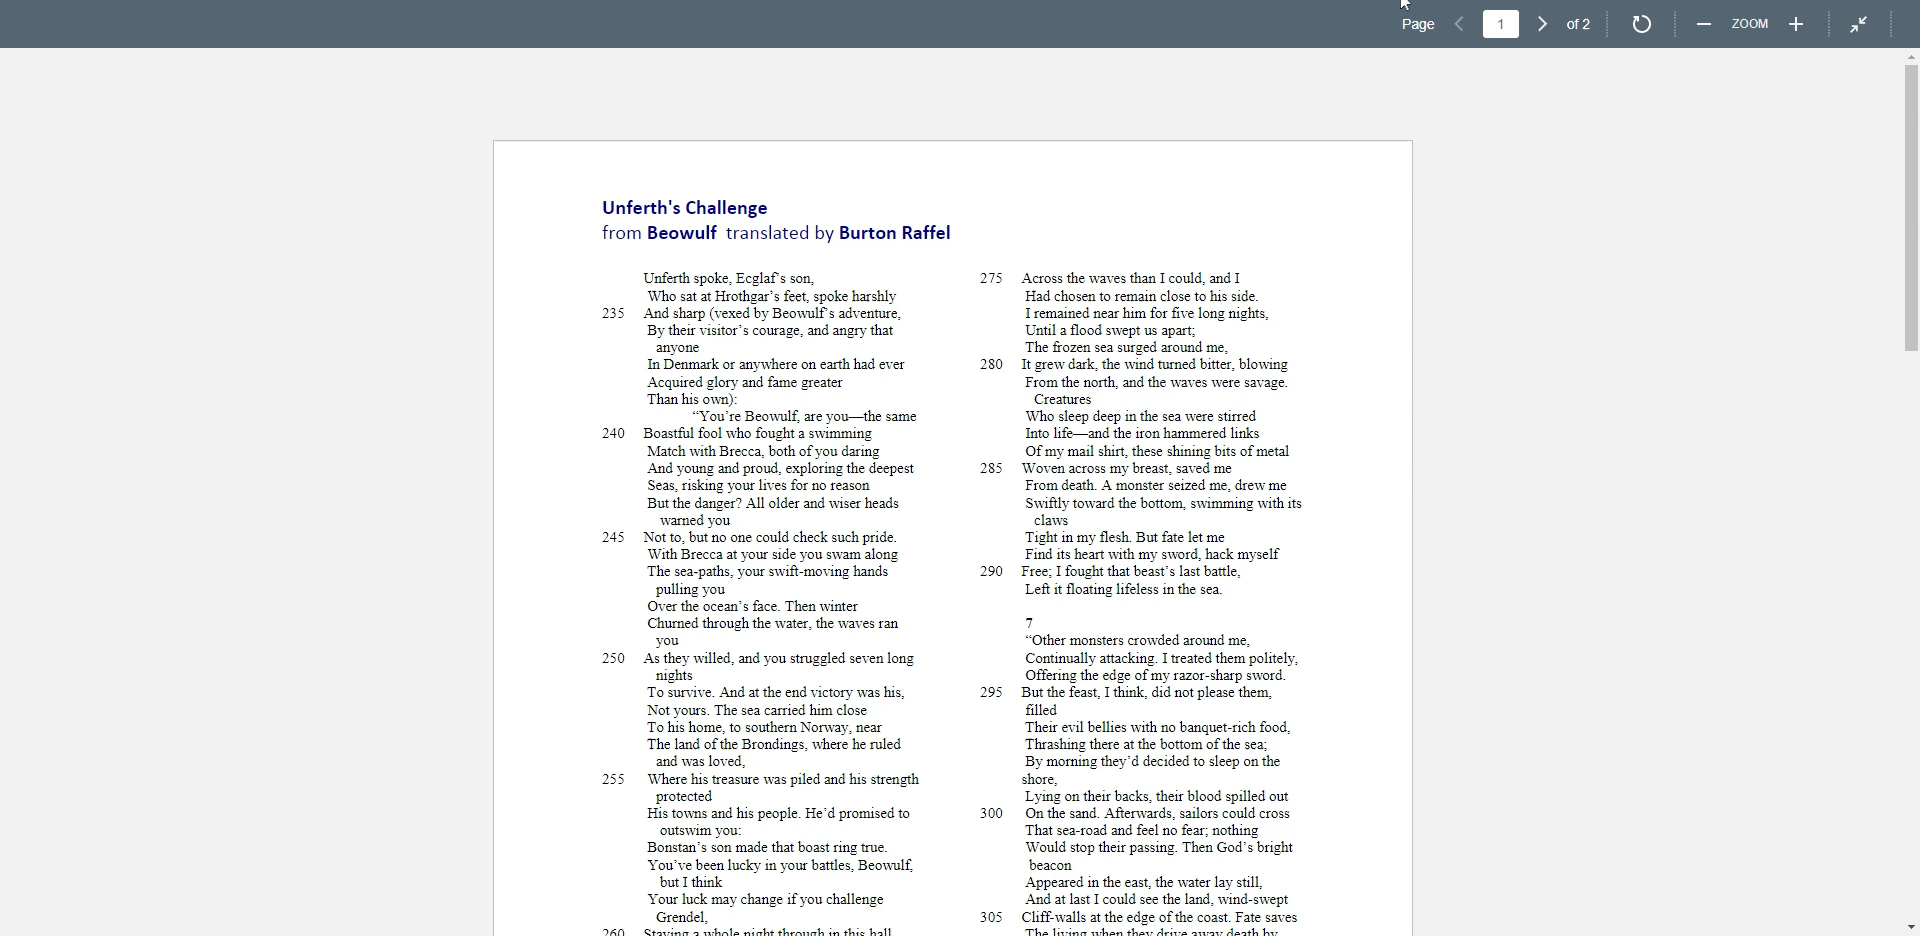 Page 1 of 2 ZOOM
Unferth's Challenge
from Beowulf translated by Burton Raffel
Unferth spoke, Ecglaf's son,
Who sat at Hrothgar's feet, spoke harshly
235 And sharp (vexed by Beowulf's adventure,
By their visitor's courage, and angry that
anyone
In Denmark or anywhere on earth had ever
Acquired glory and fame greater
Than his own):
“You're Beowulf, are you—the same
240 Boastful fool who fought a swimming
Match with Brecca, both of you daring
And young and proud, exploring the deepest
Seas, risking your lives for no reason
But the danger? All older and wiser heads
warned you
245 Not to, but no one could check such pride.
With Brecca at your side you swam along
The sea-paths, your swift-moving hands
pulling you
Over the ocean's face. Then winter
Churned through the water, the waves ran
you
250 As they willed, and you struggled seven long
nights
To survive. And at the end victory was his,
Not yours. The sea carried him close
To his home, to southern Norway, near
The land of the Brondings, where he ruled
and was loved,
255 Where his treasure was piled and his strength
protected
His towns and his people. He'd promised to
outswim you:
Bonstan's son made that boast ring true.
You've been lucky in your battles, Beowulf,
but I think
Your luck may change if you challenge
Grendel,
260 Staying a whole night through in this hall
275 Across the waves than I could, and I
Had chosen to remain close to his side.
I remained near him for five long nights,
Until a flood swept us apart;
The frozen sea surged around me,
280 It grew dark, the wind turned bitter, blowing
From the north, and the waves were savage.
Creatures
Who sleep deep in the sea were stirred
Into life—and the iron hammered links
Of my mail shirt, these shining bits of metal
285 Woven across my breast, saved me
From death. A monster seized me, drew me
Swiftly toward the bottom, swimming with its
claws
Tight in my flesh. But fate let me
Find its heart with my sword, hack myself
290 Free; I fought that beast's last battle,
Left it floating lifeless in the sea.
7
“Other monsters crowded around me,
Continually attacking. I treated them politely,
Offering the edge of my razor-sharp sword.
295 But the feast, I think, did not please them,
filled
Their evil bellies with no banquet-rich food,
Thrashing there at the bottom of the sea;
By morning they'd decided to sleep on the
shore,
Lying on their backs, their blood spilled out
300 On the sand. Afterwards, sailors could cross
That sea-road and feel no fear; nothing
Would stop their passing. Then God's bright
beacon
Appeared in the east, the water lay still,
And at last I could see the land, wind-swept
305 Cliff-walls at the edge of the coast. Fate saves
The living when they drive away death by